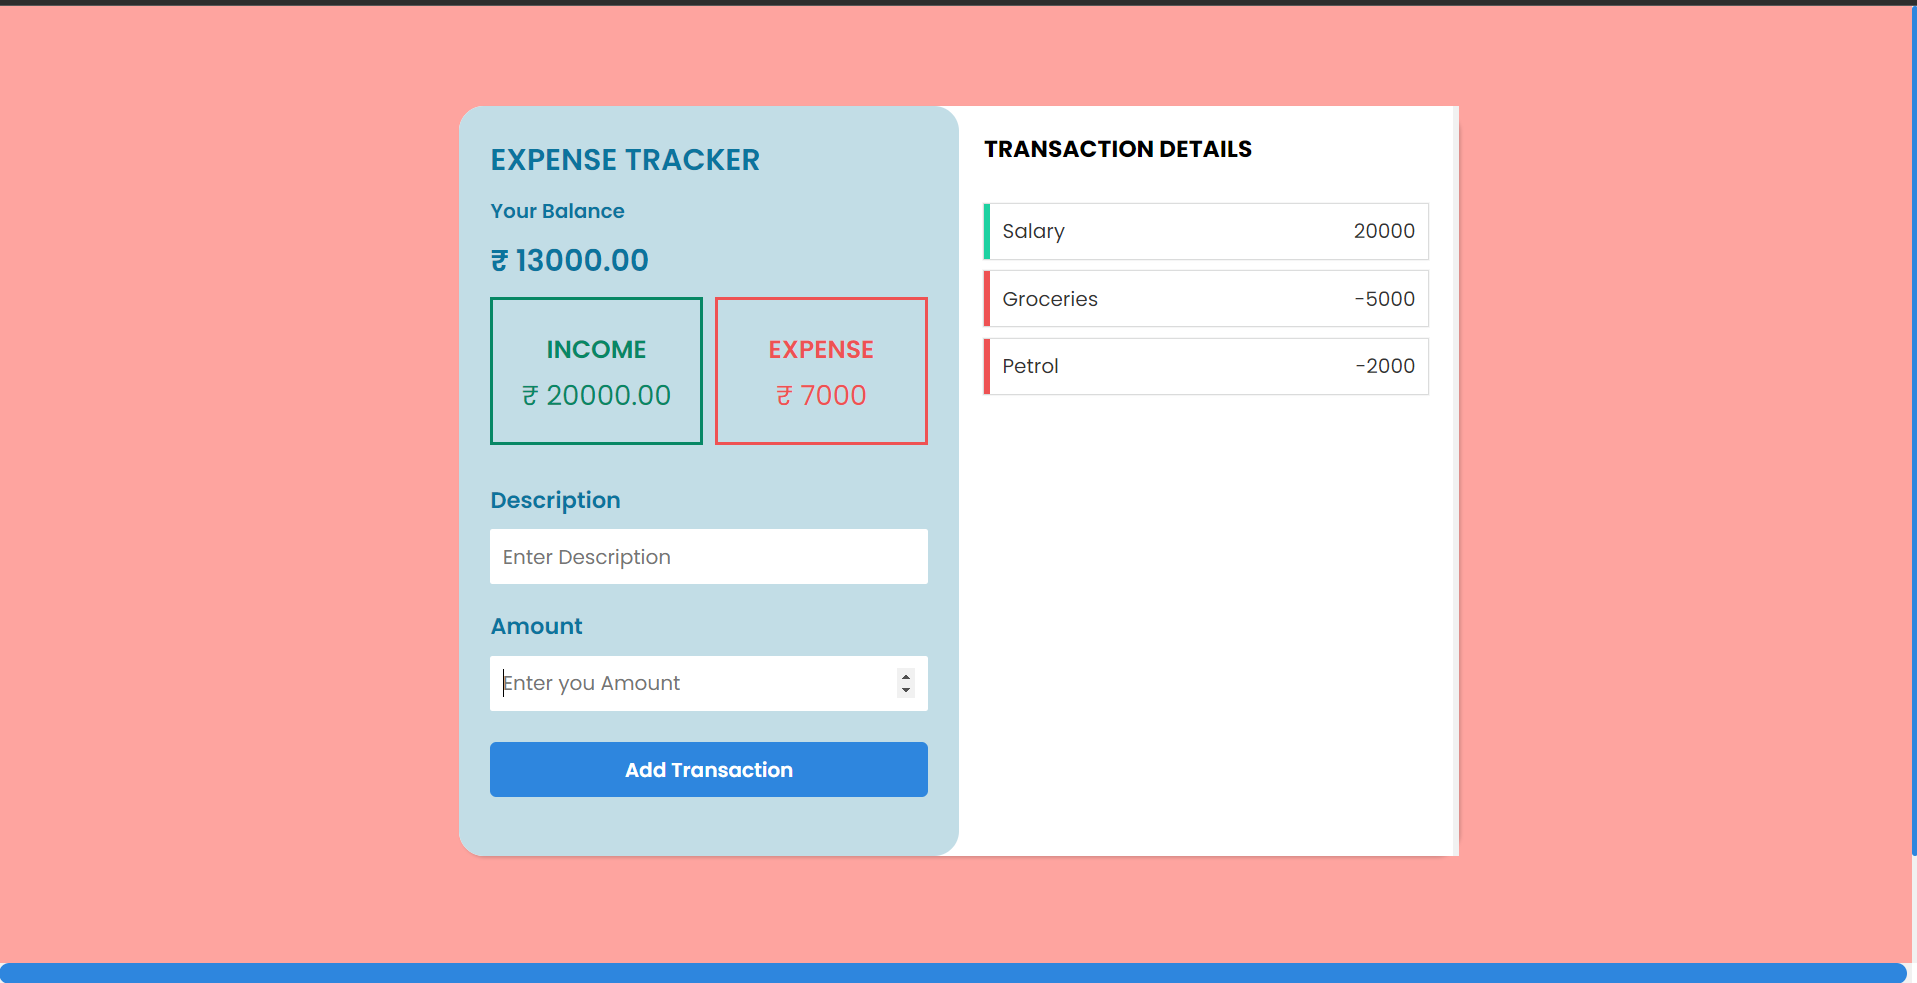 EXPENSE TRACKER
Your Balance
₹ 13000.00
INCOME
₹ 20000.00
EXPENSE
₹ 7000
Description
Enter Description
Amount
Enter you Amount
Add Transaction
TRANSACTION DETAILS
Salary 20000
Groceries -5000
Petrol -2000